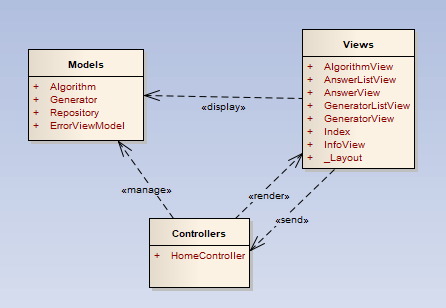 Models
+ Algorithm
+ Generator
+ Repository
+ ErrorViewModel
Views
+ AlgorithmView
+ AnswerListView
+ AnswerView
+ GeneratorListView
+ GeneratorView
+ Index
+ InfoView
+ _Layout
«display»
«manage»
«render»
«send»
Controllers
+ HomeController